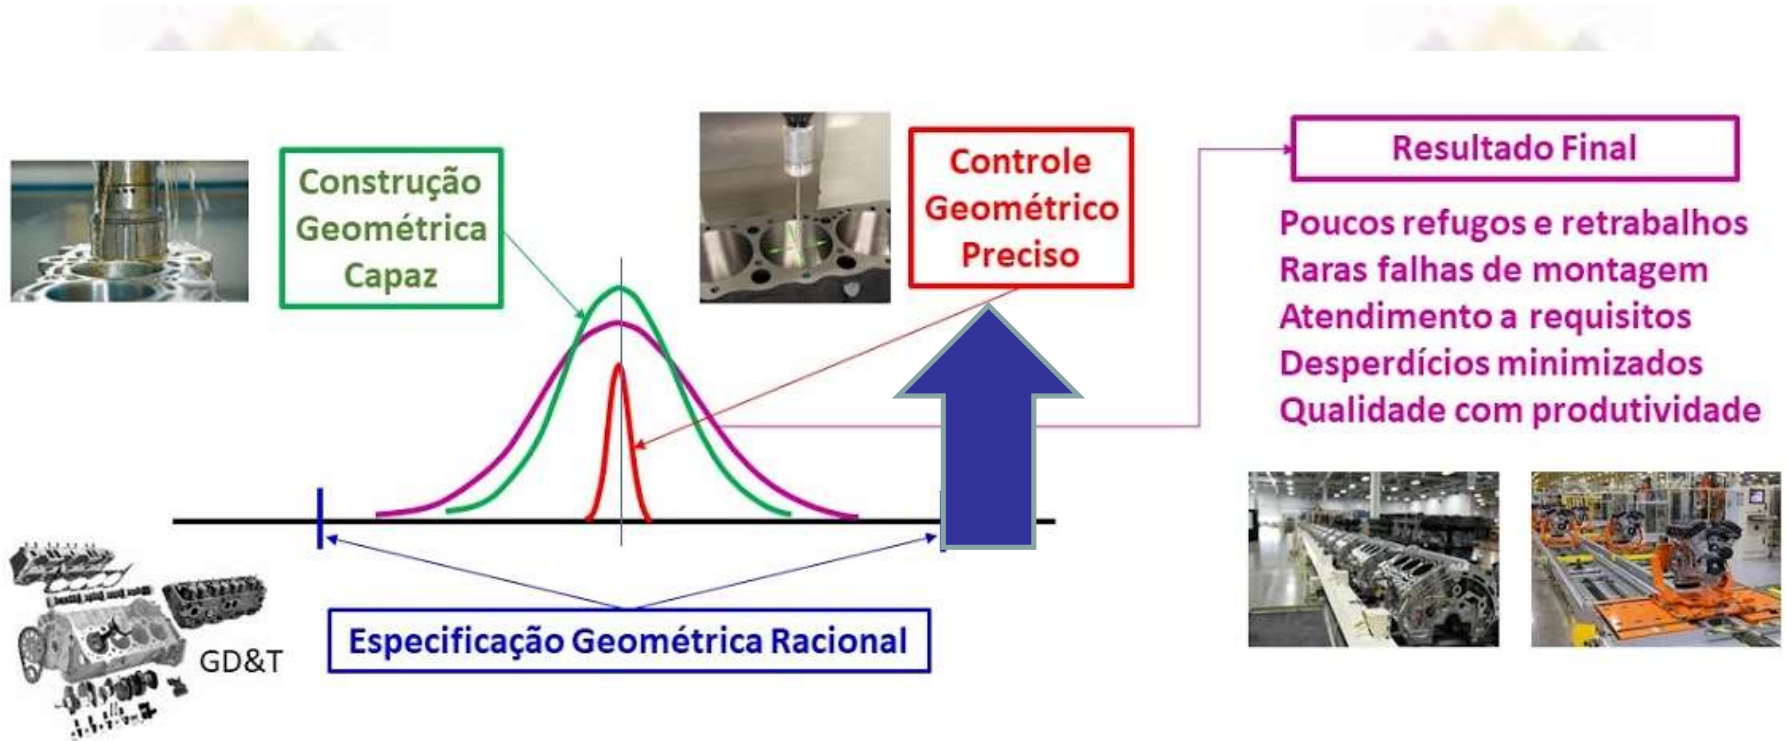 Construção
Geométrica
Capaz
Controle
Geométrico
Preciso
Resultado Final
Poucos refugos e retrabalhos
Raras falhas de montagem
Atendimento a requisitos
Desperdícios minimizados
Qualidade com produtividade
Especificação Geométrica Racional
GD&T